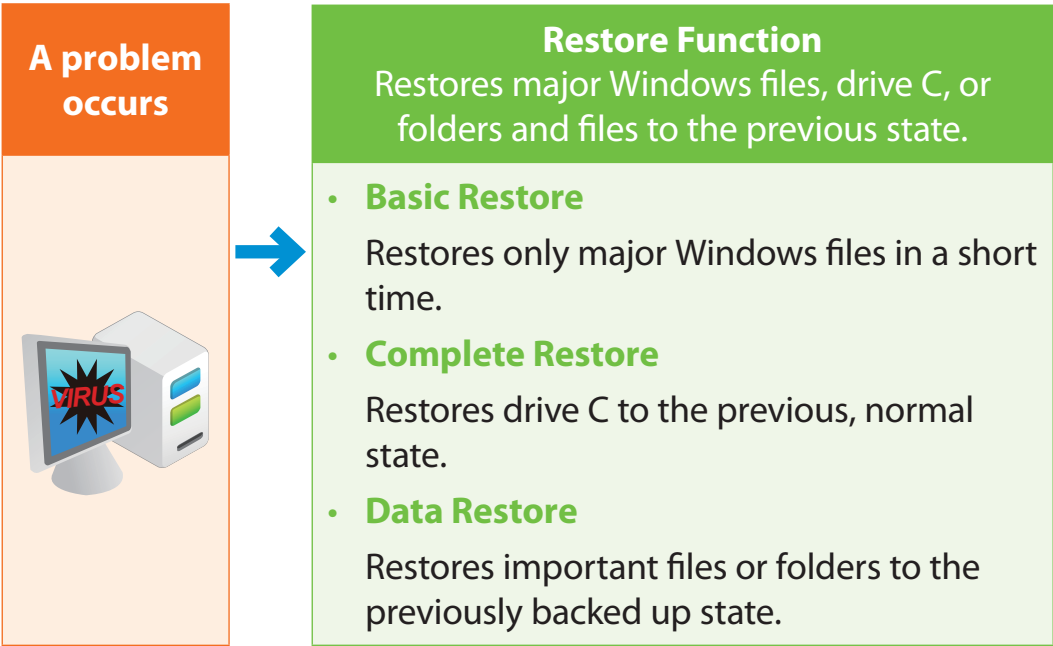 A problem
occurs
VIRUS
Restore Function
Restores major Windows files, drive C, or
folders and files to the previous state.
• Basic Restore
Restores only major Windows files in a short
time.
• Complete Restore
Restores drive C to the previous, normal
state.
• Data Restore
Restores important files or folders to the
previously backed up state.